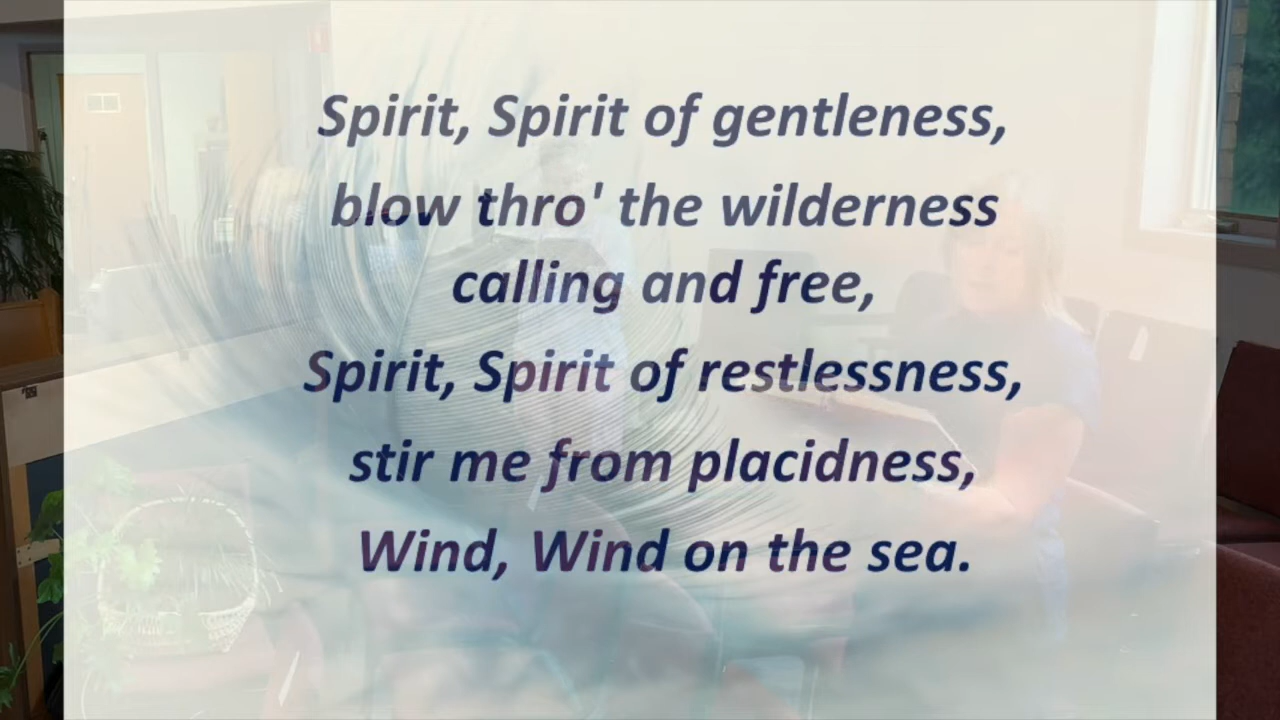 Spirit, Spirit of gentleness,
blow thro' the wilderness
calling and free,
Spirit, Spirit of restlessness,
stir me from placidness,
Wind, Wind on the sea.